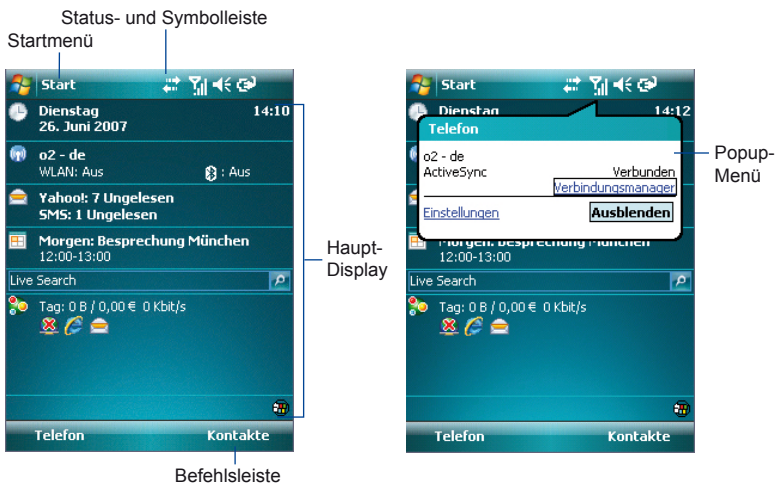 Status- und Symbolleiste
Startmenü
Start
Dienstag 14:10
26. Juni 2007
o2 - de
WLAN: Aus : Aus
Yahoo!: 7 Ungelesen
SMS: 1 Ungelesen
Morgen: Besprechung München
12:00-13:00
Live Search
Tag: 0 B / 0,00 € 0 Kbit/s
Telefon Kontakte
Haupt-
Display
Befehlsleiste
Start
Dienstag 14:12
Telefon
o2 - de
ActiveSync Verbunden
Verbindungsmanager
Einstellungen Ausblenden
Morgen: Besprechung München
12:00-13:00
Live Search
Tag: 0 B / 0,00 € 0 Kbit/s
Telefon Kontakte
Popup-
Menü